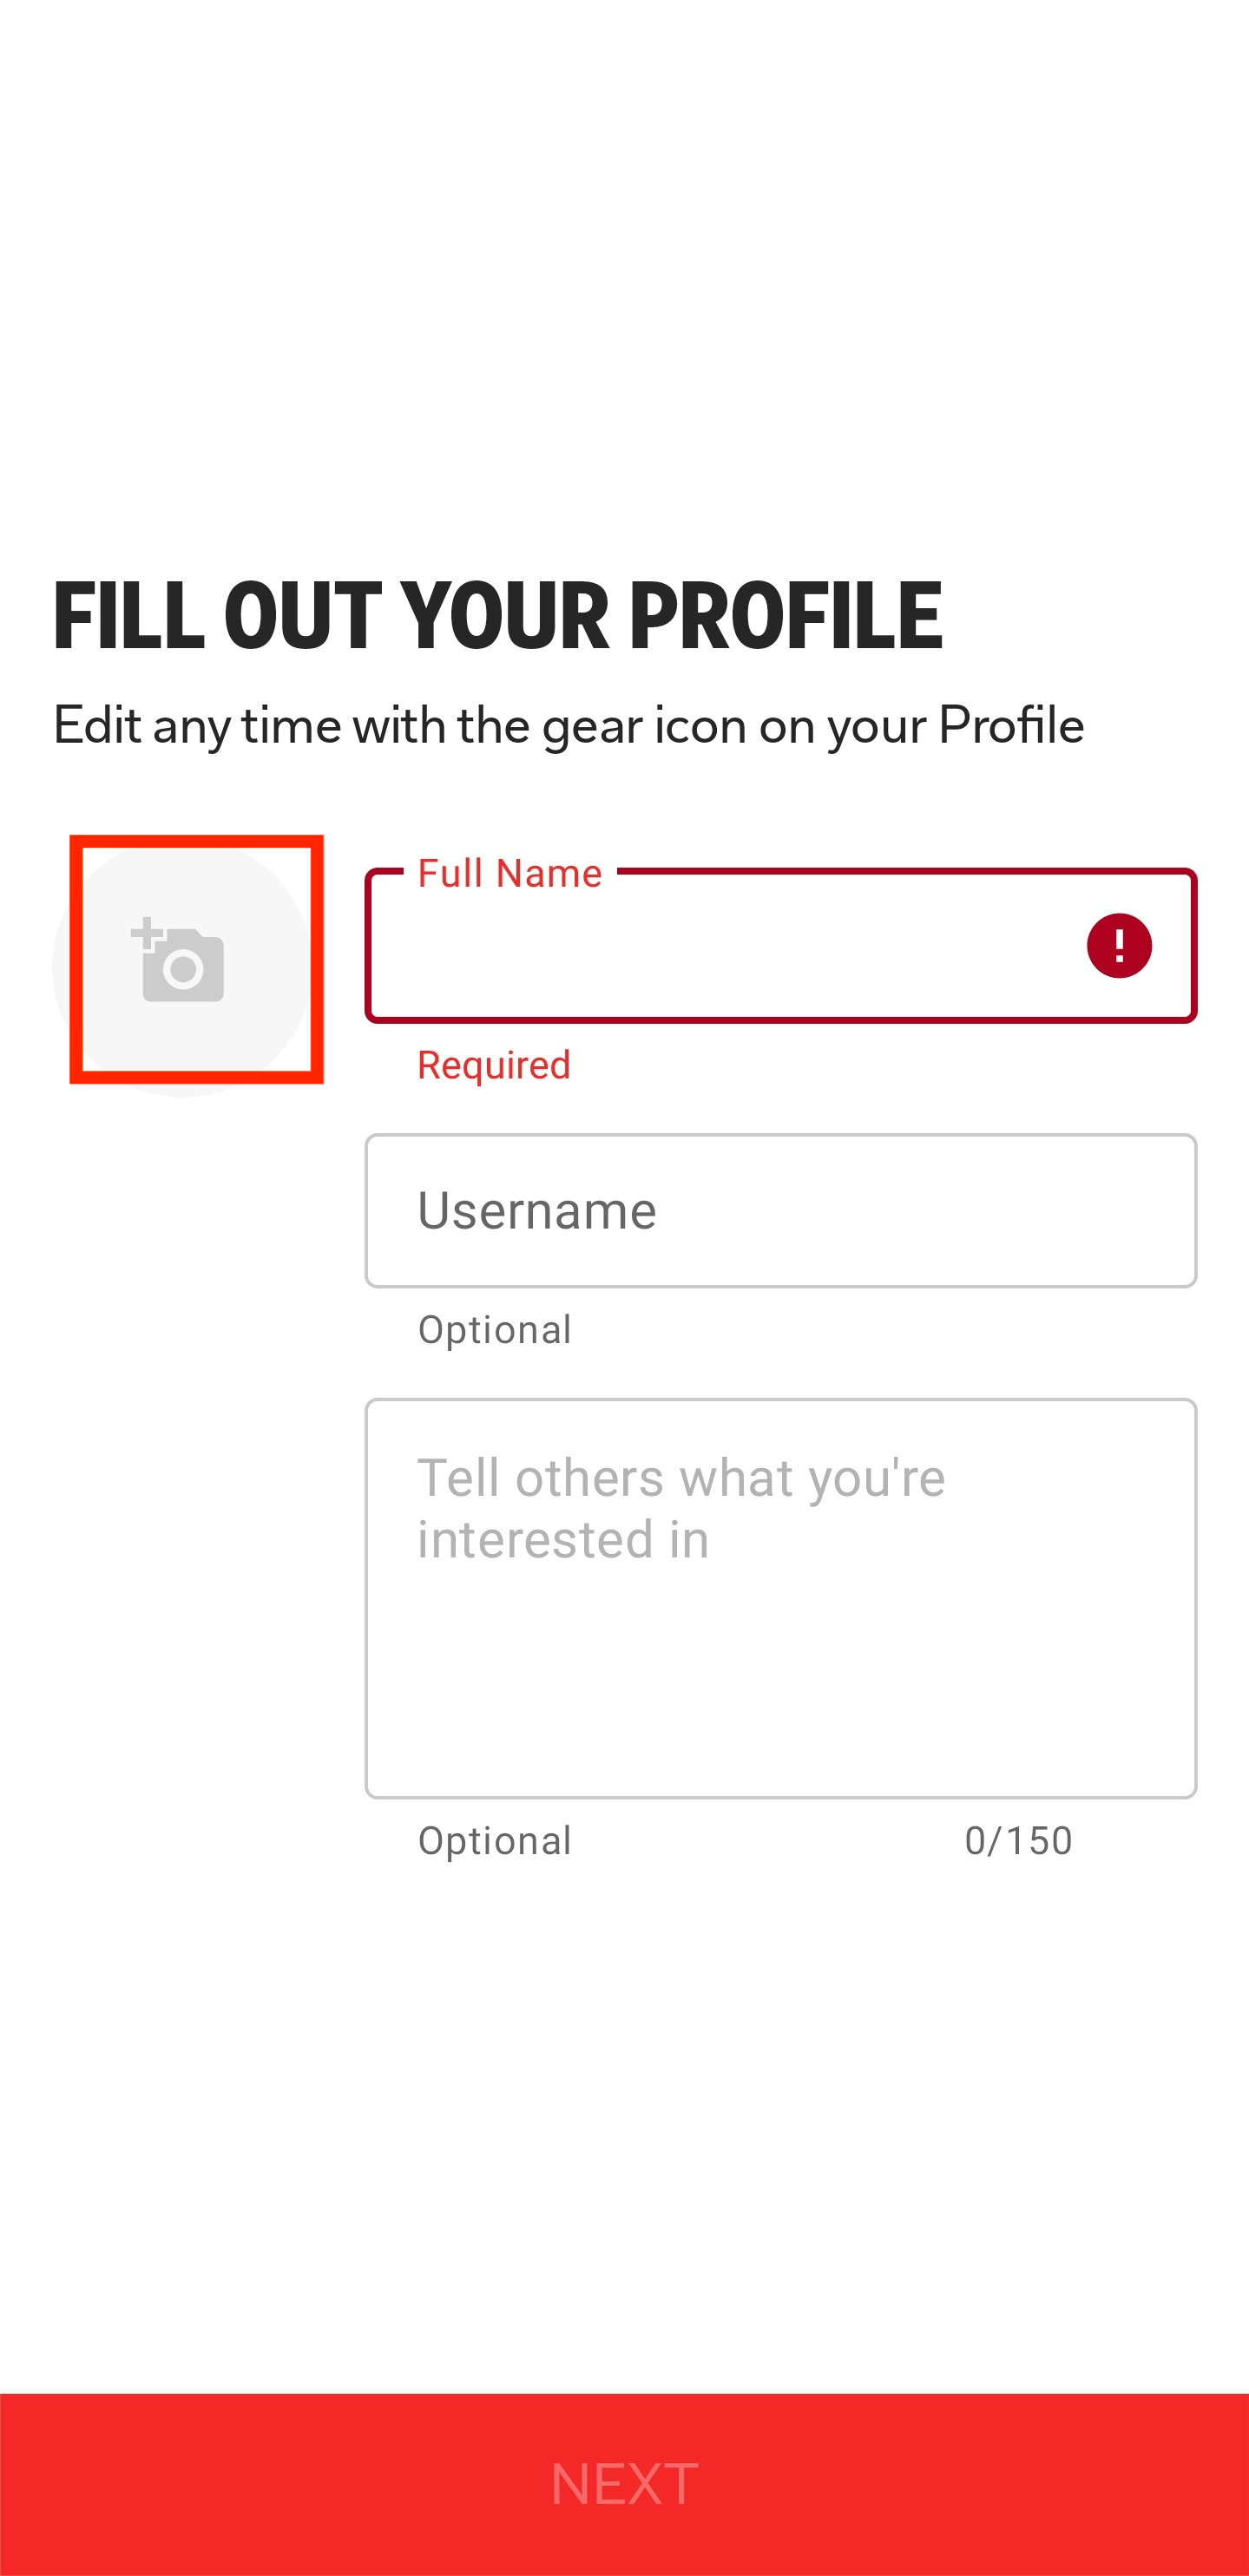 FILL OUT YOUR PROFILE
Edit any time with the gear icon on your Profile
Full Name
Required
Username
Optional
Tell others what you're
interested in
Optional 0/150
NEXT